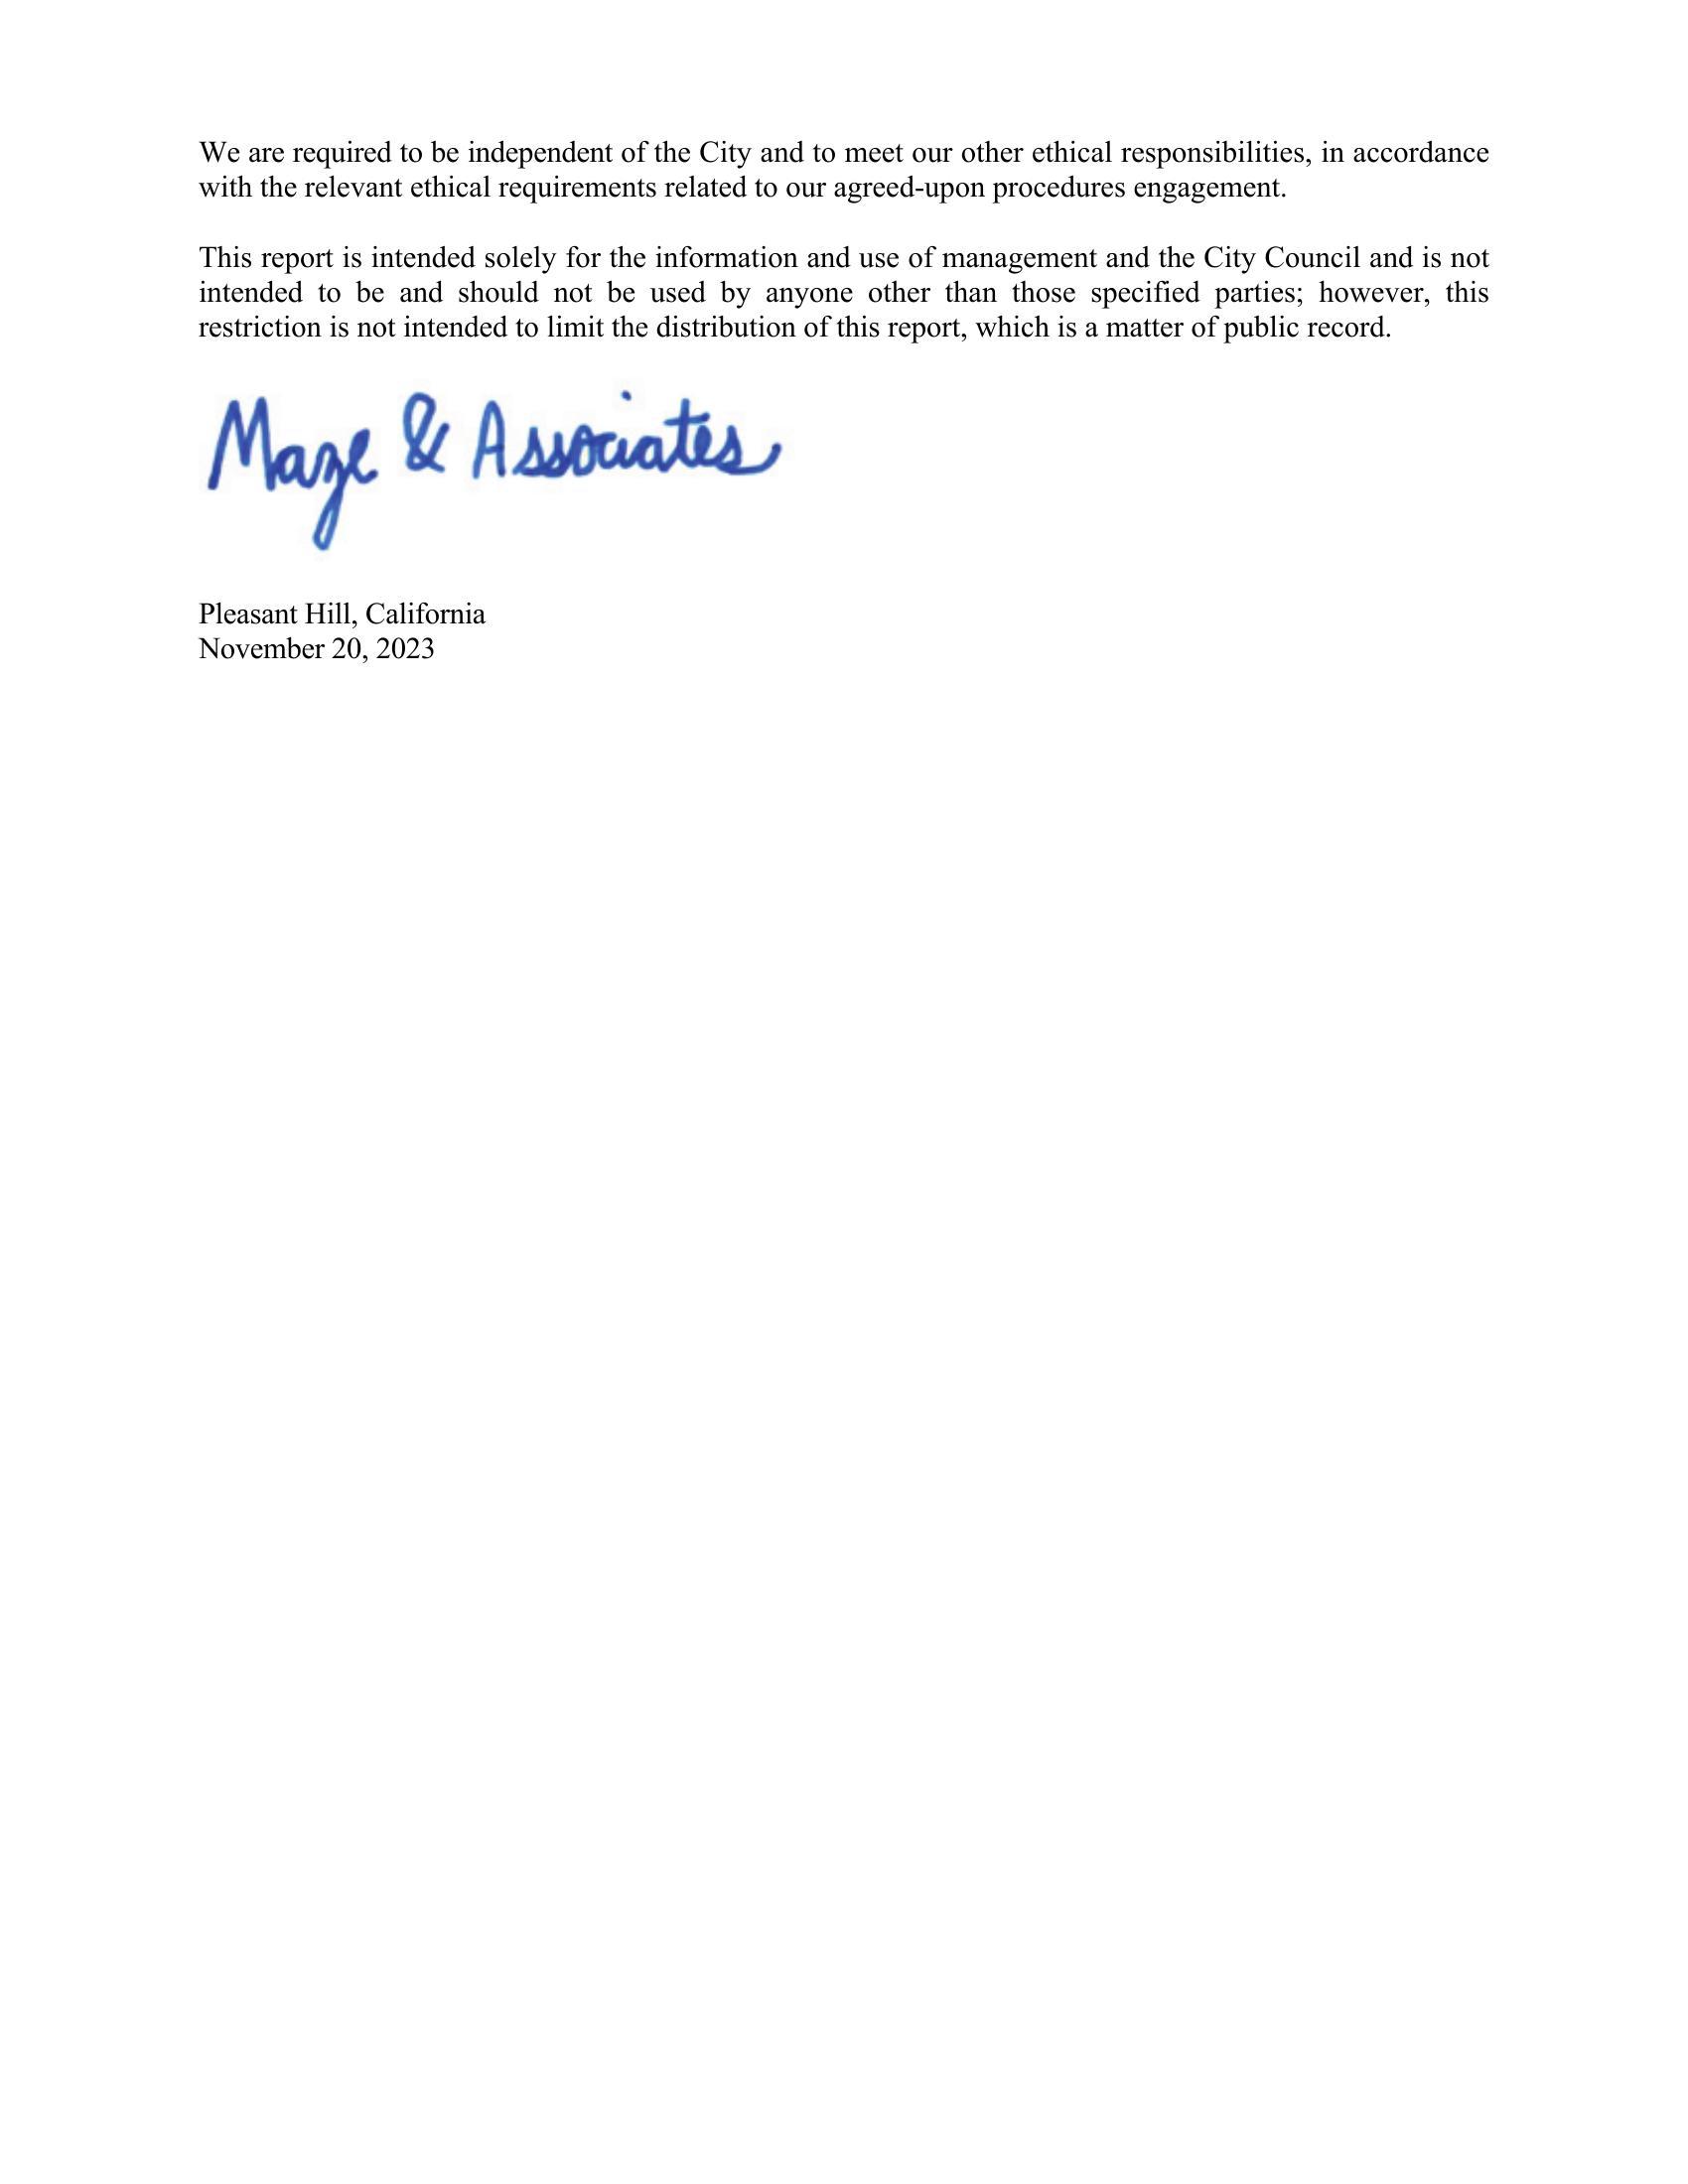 We are required to be independent of the City and to meet our other ethical responsibilities, in accordance
with the relevant ethical requirements related to our agreed-upon procedures engagement.
This report is intended solely for the information and use of management and the City Council and is not
intended to be and should not be used by anyone other than those specified parties; however, this
restriction is not intended to limit the distribution of this report, which is a matter of public record.
Maze & Associates
Pleasant Hill, California
November 20, 2023